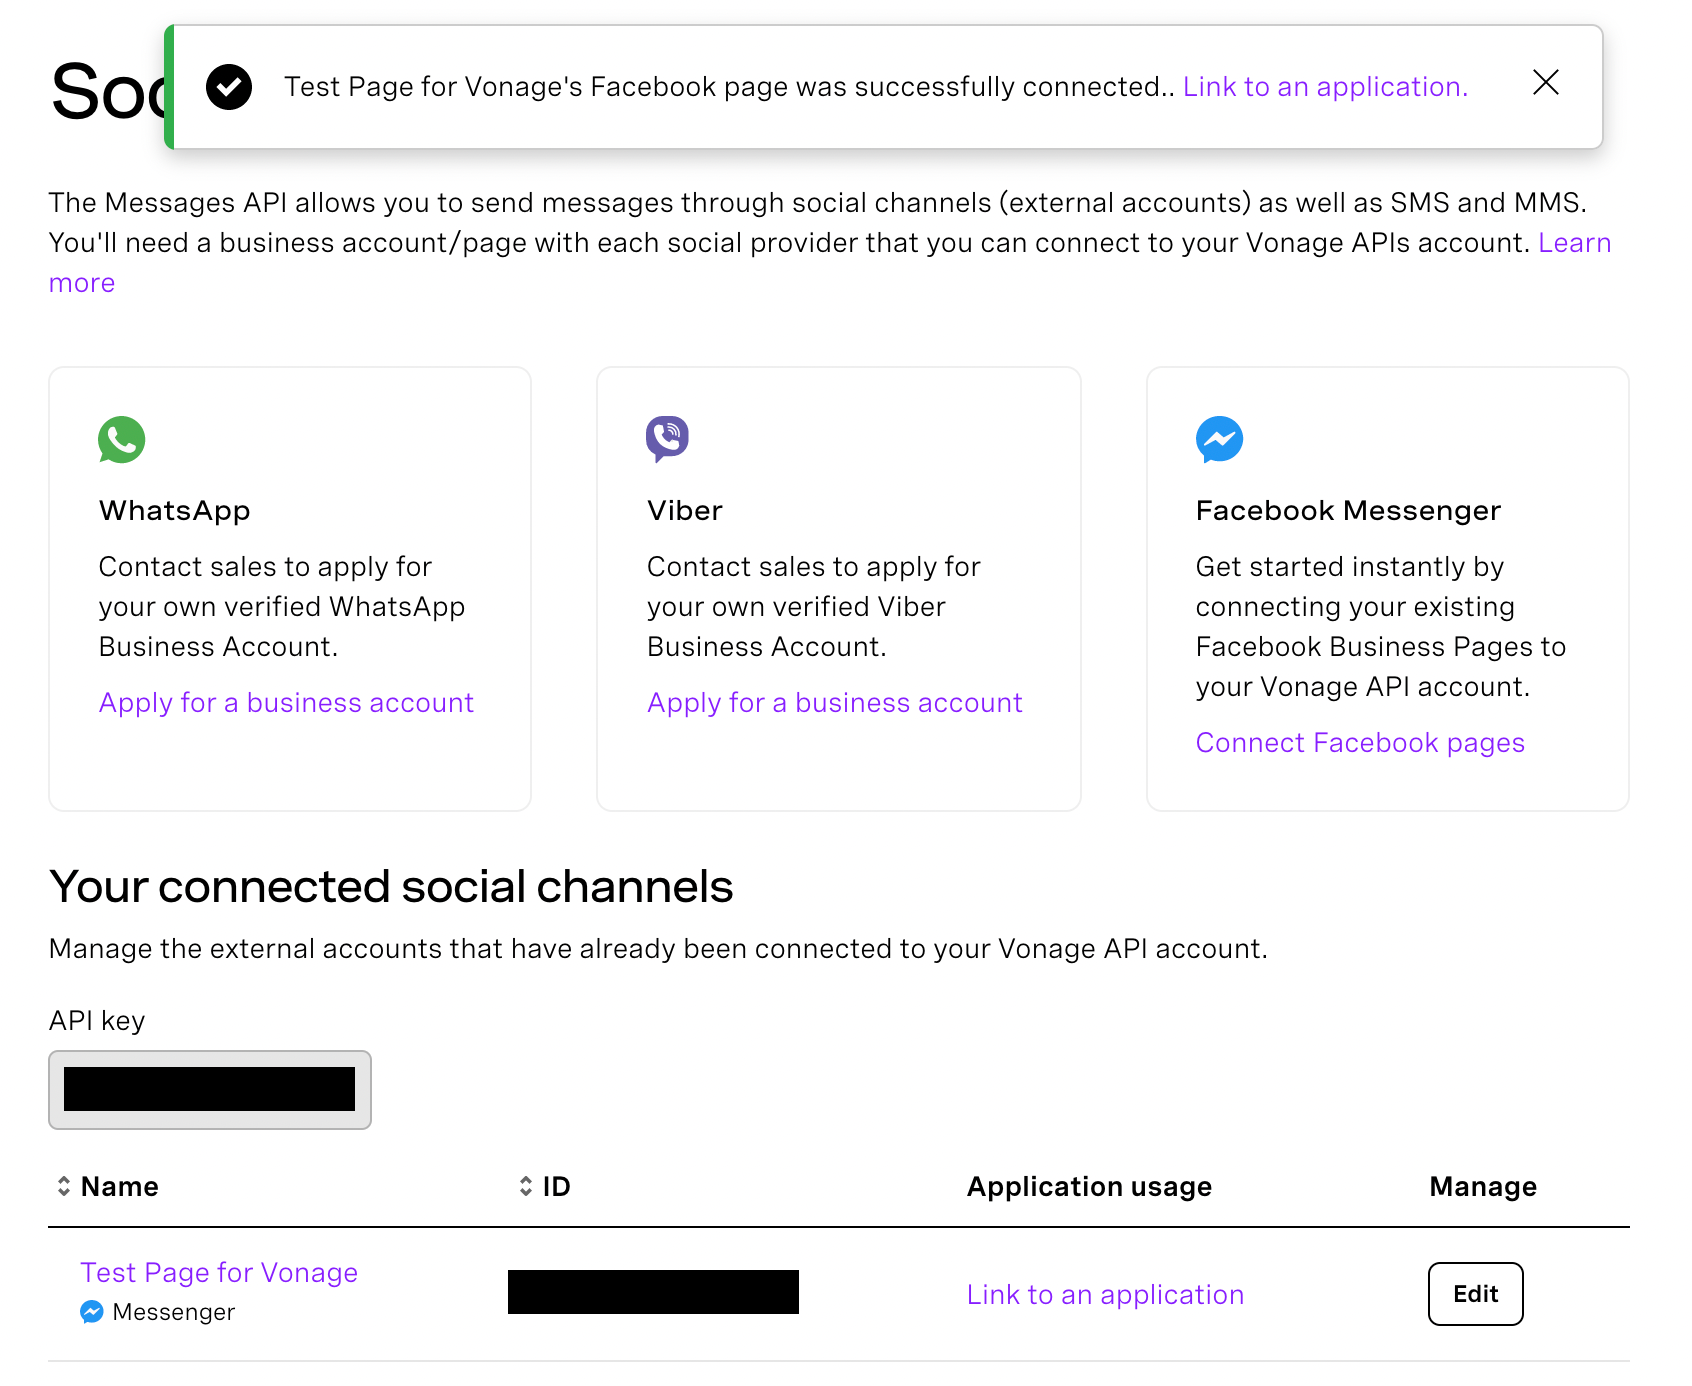 Soc
Test Page for Vonage's Facebook page was successfully connected.. Link to an application.
The Messages API allows you to send messages through social channels (external accounts) as well as SMS and MMS.
You'll need a business account/page with each social provider that you can connect to your Vonage APIs account. Learn
more
WhatsApp
Contact sales to apply for
your own verified WhatsApp
Business Account.
Apply for a business account
Viber
Contact sales to apply for
your own verified Viber
Business Account.
Apply for a business account
Facebook Messenger
Get started instantly by
connecting your existing
Facebook Business Pages to
your Vonage API account.
Connect Facebook pages
Your connected social channels
Manage the external accounts that have already been connected to your Vonage API account.
API key
Name ID Application usage Manage
Test Page for Vonage
Messenger
Link to an application
Edit